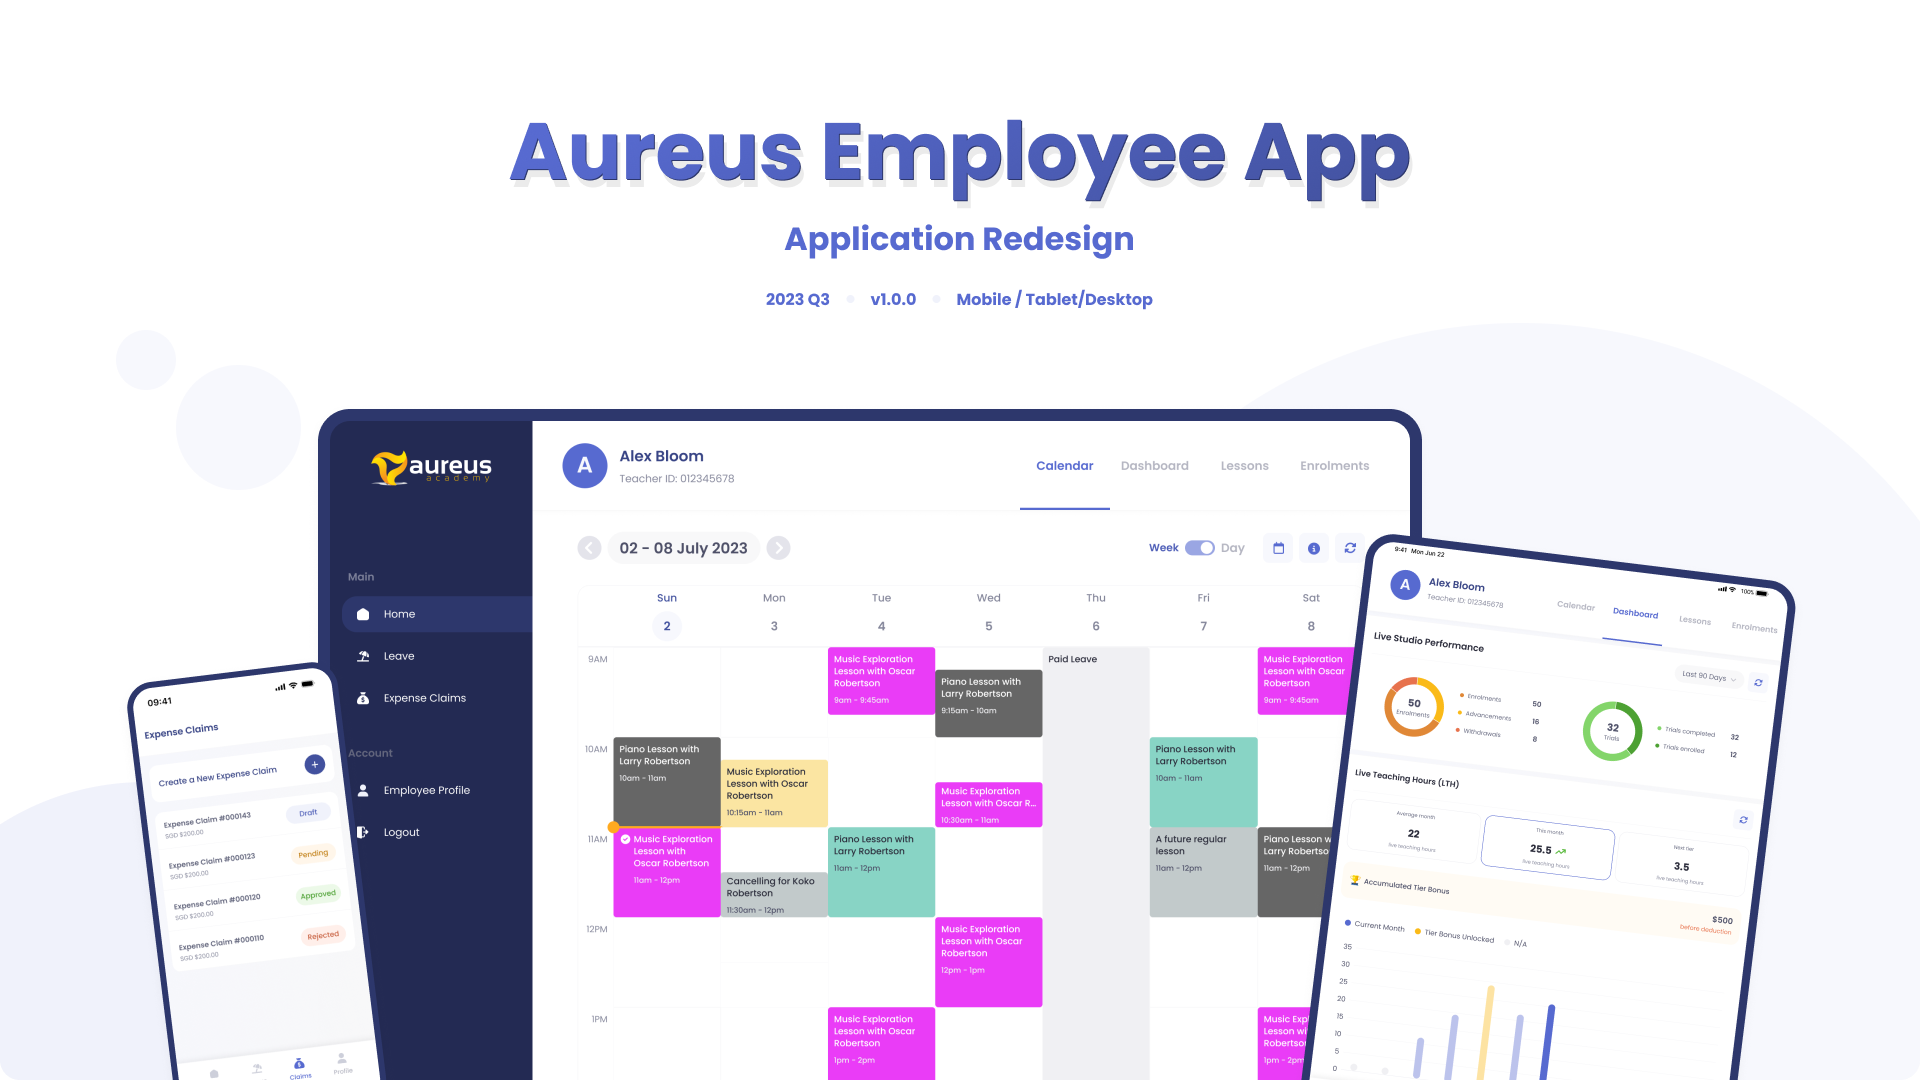 Aureus Employee App
Application Redesign
2023 Q3
v1.0.0
Mobile / Tablet/Desktop
aureus
academy
Main
Home
Leave
Expense Claims
Account
Employee Profile
Logout
A
Alex Bloom
Teacher ID: 012345678
Calendar
Dashboard
Lessons
Enrolments
02 - 08 July 2023
Week
Day
Sun
Mon
Tue
Wed
Thu
Fri
Sat
2
3
4
5
6
7
8
9AM
10AM
11AM
12PM
1PM
Piano Lesson with
Larry Robertson
10am - 11am
Music Exploration
Lesson with
Oscar Robertson
11am - 12pm
Music Exploration
Lesson with Oscar
Robertson
10:15am - 11am
Cancelling for Koko
Robertson
11:30am - 12pm
Music Exploration
Lesson with Oscar
Robertson
9am - 9:45am
Piano Lesson with
Larry Robertson
11am - 12pm
Music Exploration
Lesson with Oscar
Robertson
1pm - 2pm
Piano Lesson with
Larry Robertson
9:15am - 10am
Music Exploration
Lesson with Oscar R...
10:30am - 11am
Music Exploration
Lesson with Oscar
Robertson
12pm - 1pm
Paid Leave
Piano Lesson with
Larry Robertson
10am - 11am
A future regular
lesson
11am - 12pm
Music Exploration
Lesson with Oscar
Robertson
9am - 9:45am
Piano Lesson w
Larry Robertso
11am - 12pm
Music Exp
Lesson wi
Robertso
1pm - 2pm
09:41
Expense Claims
Create a New Expense Claim
+
Expense Claim #000143
SGD $200.00
Draft
Expense Claim #000123
SGD $200.00
Pending
Expense Claim #000120
SGD $200.00
Approved
Expense Claim #000110
SGD $200.00
Rejected
Claims
Profile
9:41 Mon Jun 22
100%
A
Alex Bloom
Teacher ID: 012345678
Calendar
Dashboard
Lessons
Enrolments
Live Studio Performance
Last 90 Days
50
Enrolments
Enrolments 50
Advancements 16
Withdrawals 8
32
Trials
Trials completed 32
Trials enrolled 12
Live Teaching Hours (LTH)
Average month
22
live teaching hours
This month
25.5
live teaching hours
Next tier
3.5
live teaching hours
Accumulated Tier Bonus
$500
before deduction
Current Month
Tier Bonus Unlocked
N/A
35
30
25
20
15
10
5
0